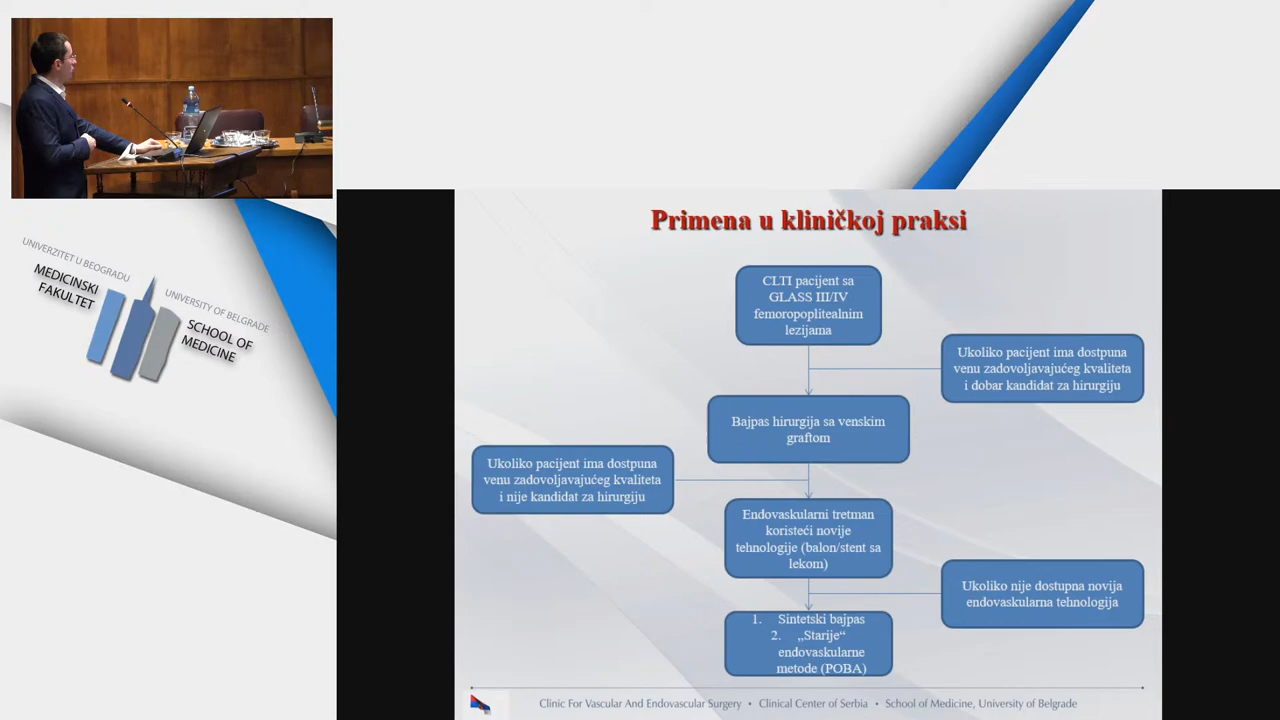 UNIVERZITET U BEOGRADU
MEDICINSKI
FAKULTET
UNIVERSITY OF BELGRADE
SCHOOL OF
MEDICINE
Primena u kliničkoj praksi
CLTI pacijent sa
GLASS III/IV
femoropoplitealnim
lezijama
Ukoliko pacijent ima dostpuna
venu zadovoljavajućeg kvaliteta
i dobar kandidat za hirurgiju
Bajpas hirurgija sa venskim
graftom
Ukoliko pacijent ima dostpuna
venu zadovoljavajućeg kvaliteta
i nije kandidat za hirurgiju
Endovaskularni tretman
koristeći novije
tehnologije (balon/stent sa
lekom)
Ukoliko nije dostupna novija
endovaskularna tehnologija
1. Sintetski bajpas
2. „Starije“
endovaskularne
metode (POBA)
Clinic For Vascular And Endovascular Surgery • Clinical Center of Serbia • School of Medicine, University of Belgrade